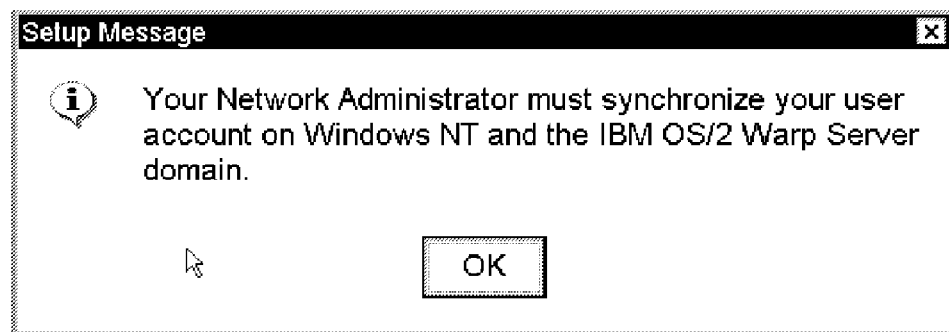 Setup Message
Your Network Administrator must synchronize your user
account on Windows NT and the IBM OS/2 Warp Server
domain.
OK